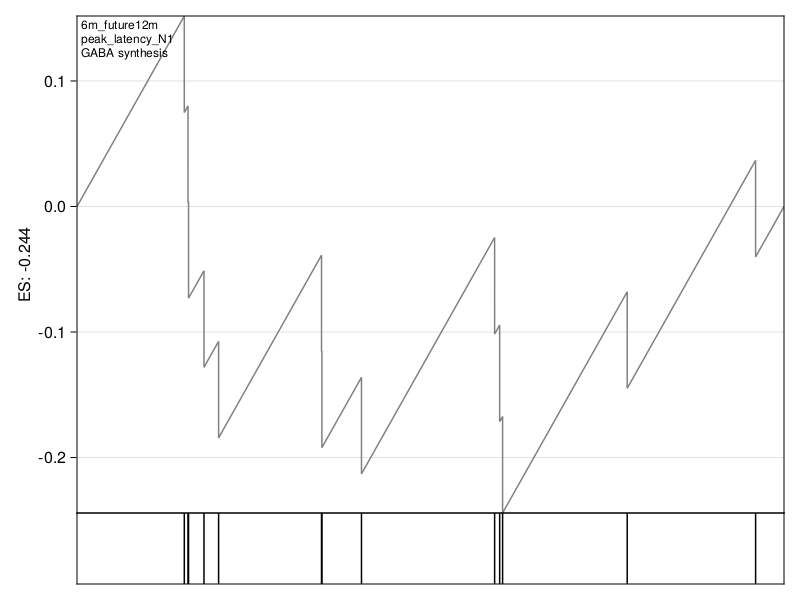 6m_future12m
peak_latency_N1
GABA synthesis
0.1
0.0
-0.1
-0.2
ES: -0.244